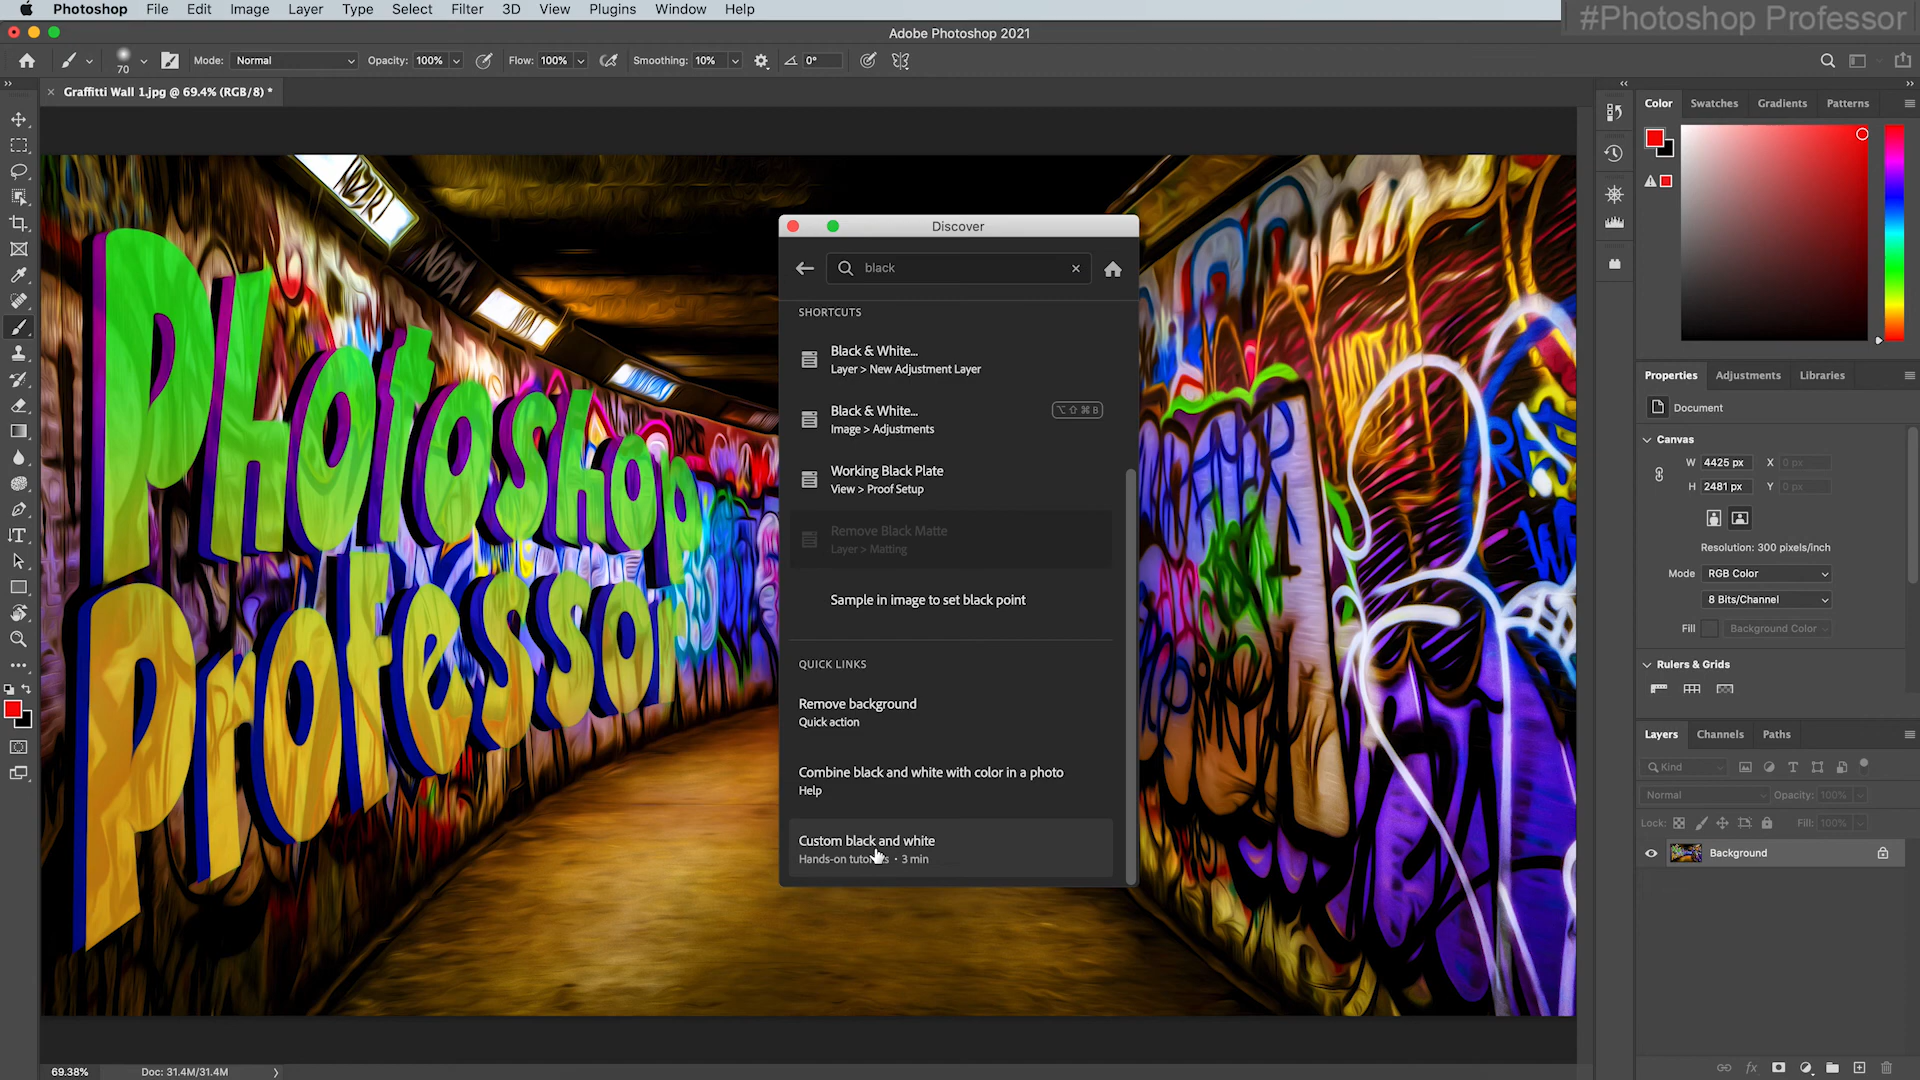 Photoshop File Edit Image Layer Type Select Filter 3D View Plugins Window Help
#Photoshop Professor
Adobe Photoshop 2021
70 Mode: Normal Opacity: 100% Flow: 100% Smoothing: 10% 0°
Graffitti Wall 1.jpg @ 69.4% (RGB/8) *
Photoshop
Professor
Discover
black
SHORTCUTS
Black & White...
Layer > New Adjustment Layer
Black & White...
Image > Adjustments
⌥⇧⌘B
Working Black Plate
View > Proof Setup
Remove Black Matte
Layer > Matting
Sample in image to set black point
QUICK LINKS
Remove background
Quick action
Combine black and white with color in a photo
Help
Custom black and white
Hands-on tutorials • 3 min
Color Swatches Gradients Patterns
Properties Adjustments Libraries
Document
Canvas
W 4425 px X 0 px
H 2481 px Y 0 px
Resolution: 300 pixels/inch
Mode RGB Color
8 Bits/Channel
Fill Background Color
Rulers & Grids
Layers Channels Paths
Kind
Normal Opacity: 100%
Lock: Fill: 100%
Background
fx
69.38% Doc: 31.4M/31.4M